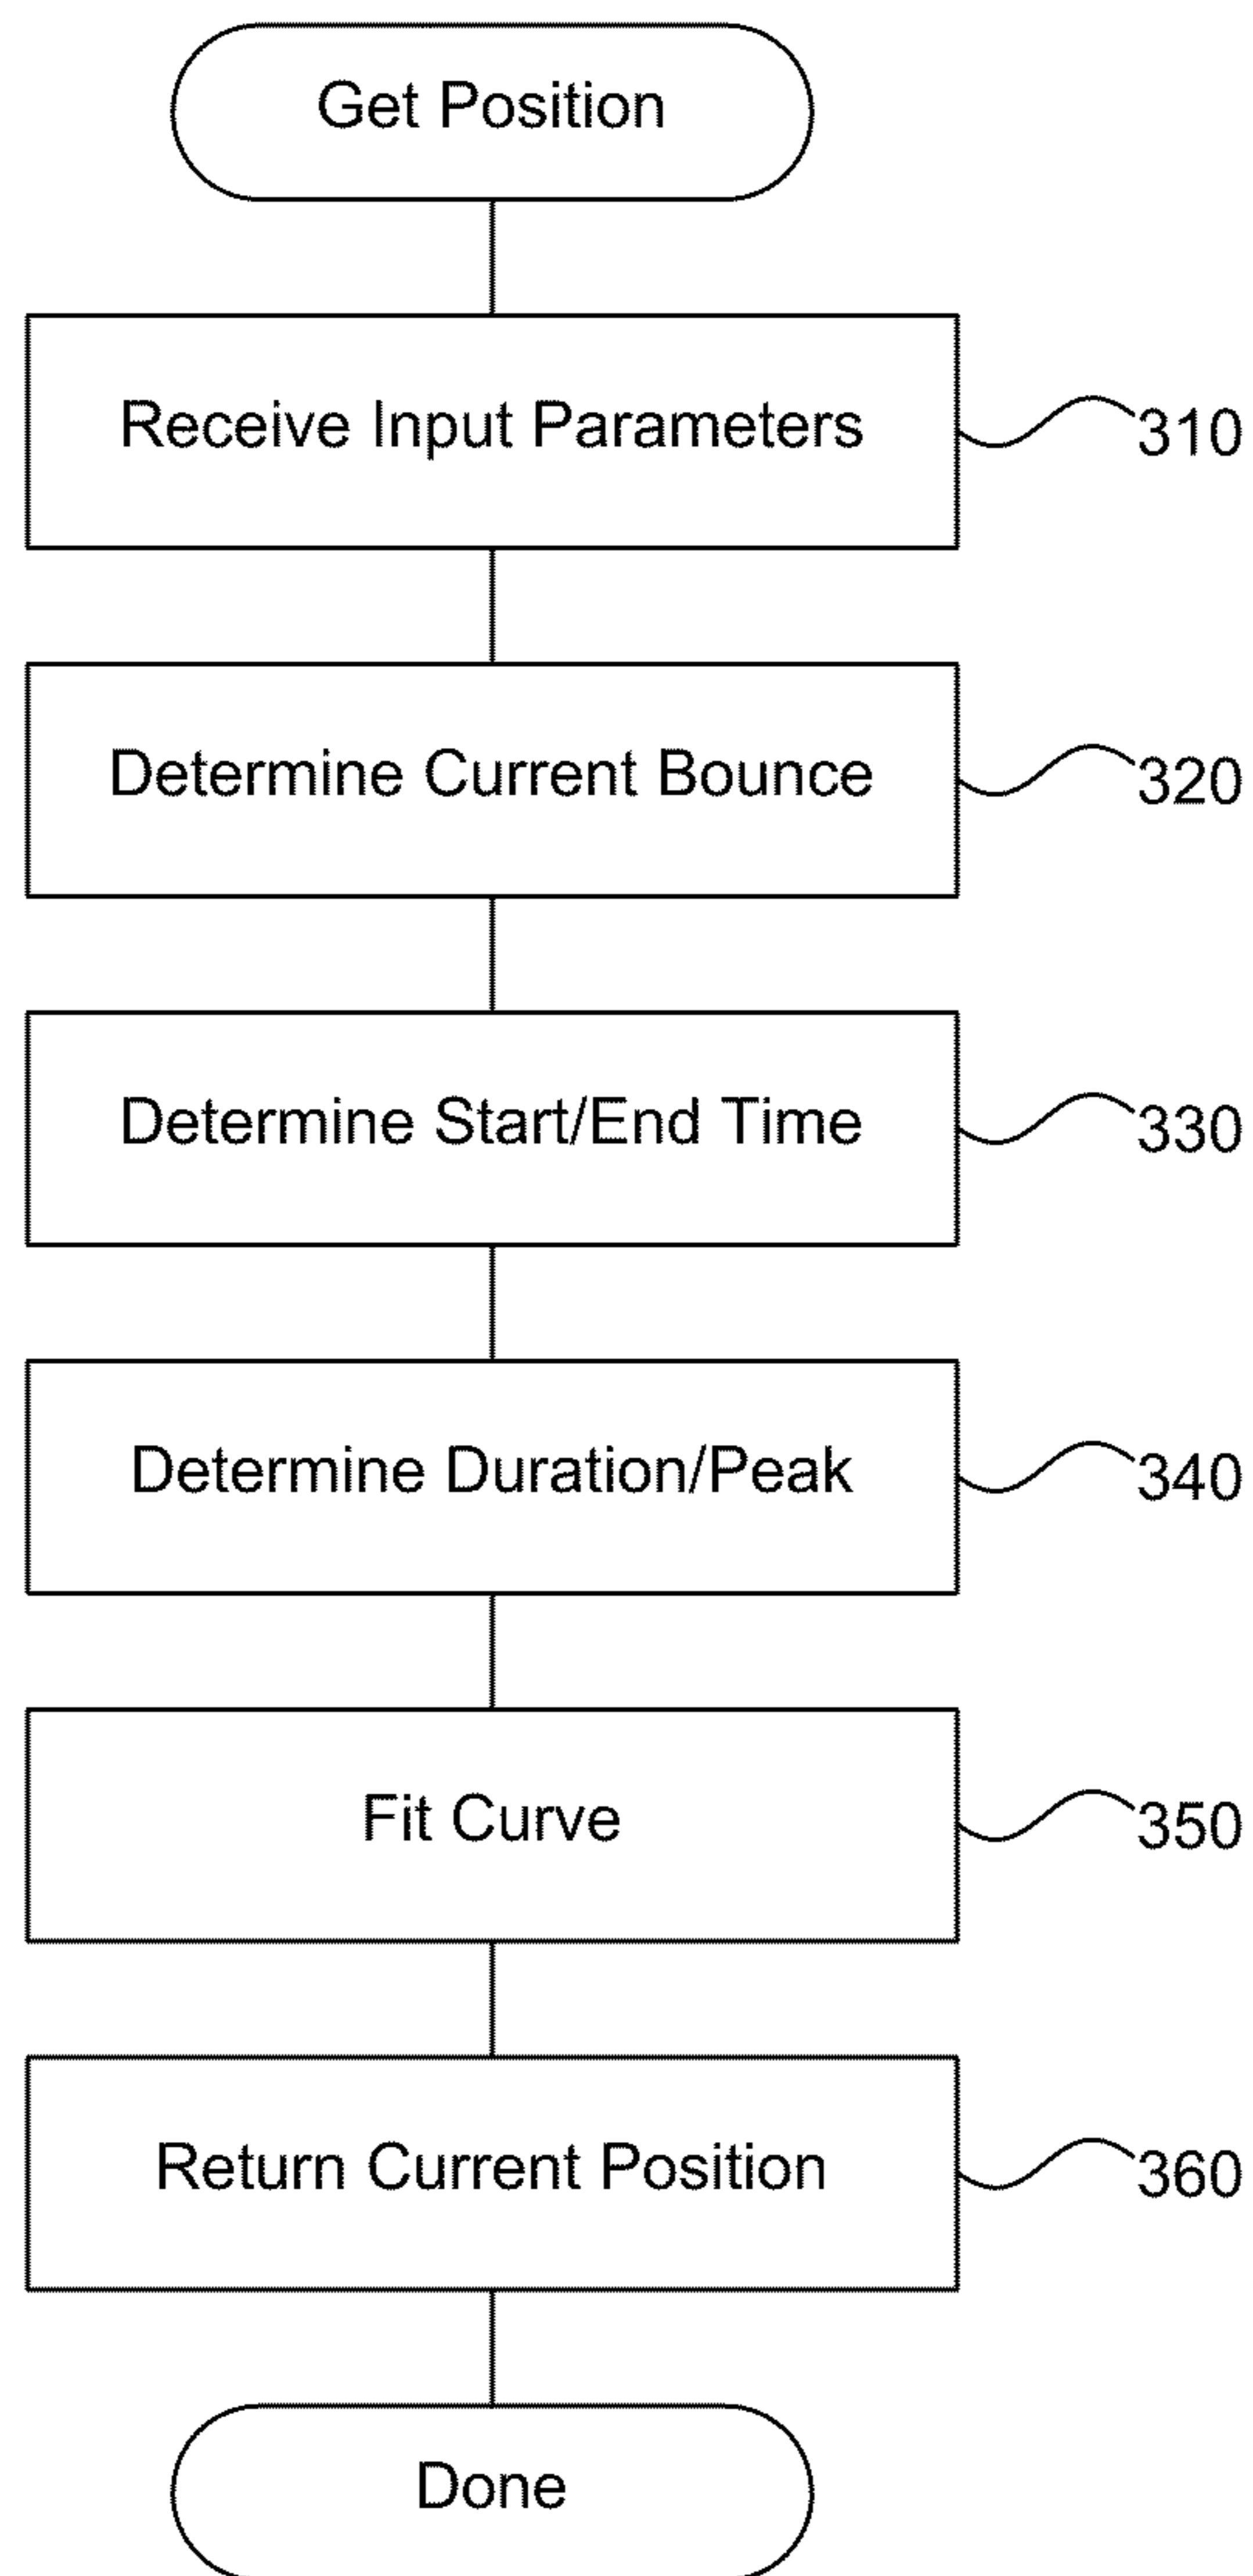 Get Position
Receive Input Parameters
310
Determine Current Bounce
320
Determine Start/End Time
330
Determine Duration/Peak
340
Fit Curve
350
Return Current Position
360
Done